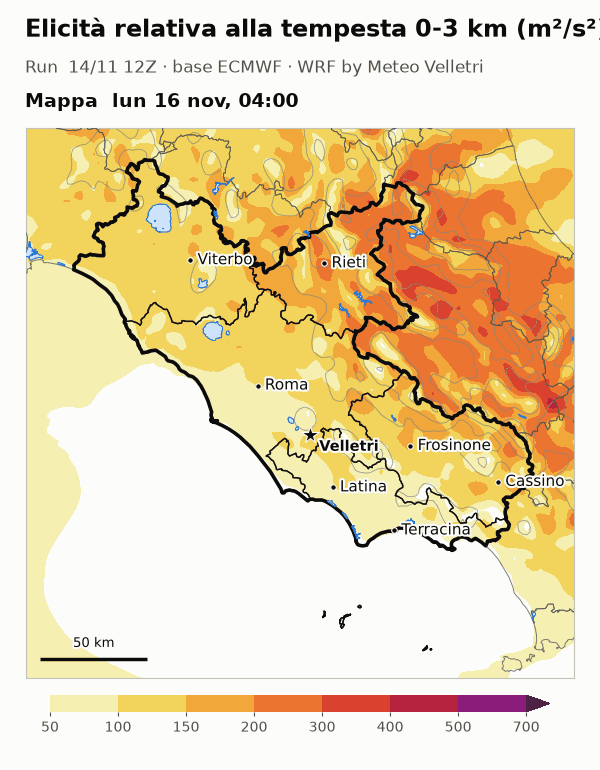 Elicità relativa alla tempesta 0-3 km (m²/s²)
Run 14/11 12Z · base ECMWF · WRF by Meteo Velletri
Mappa lun 16 nov, 04:00
Viterbo
Rieti
Roma
Velletri
Frosinone
Latina
Cassino
Terracina
50 km
50 100 150 200 300 400 500 700